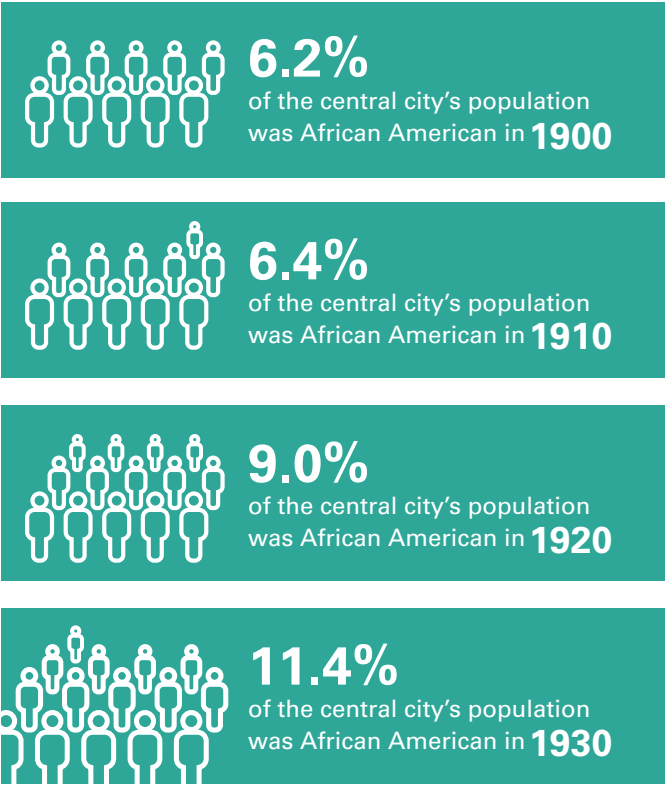 6.2%
of the central city's population
was African American in 1900
6.4%
of the central city's population
was African American in 1910
9.0%
of the central city's population
was African American in 1920
11.4%
of the central city's population
was African American in 1930